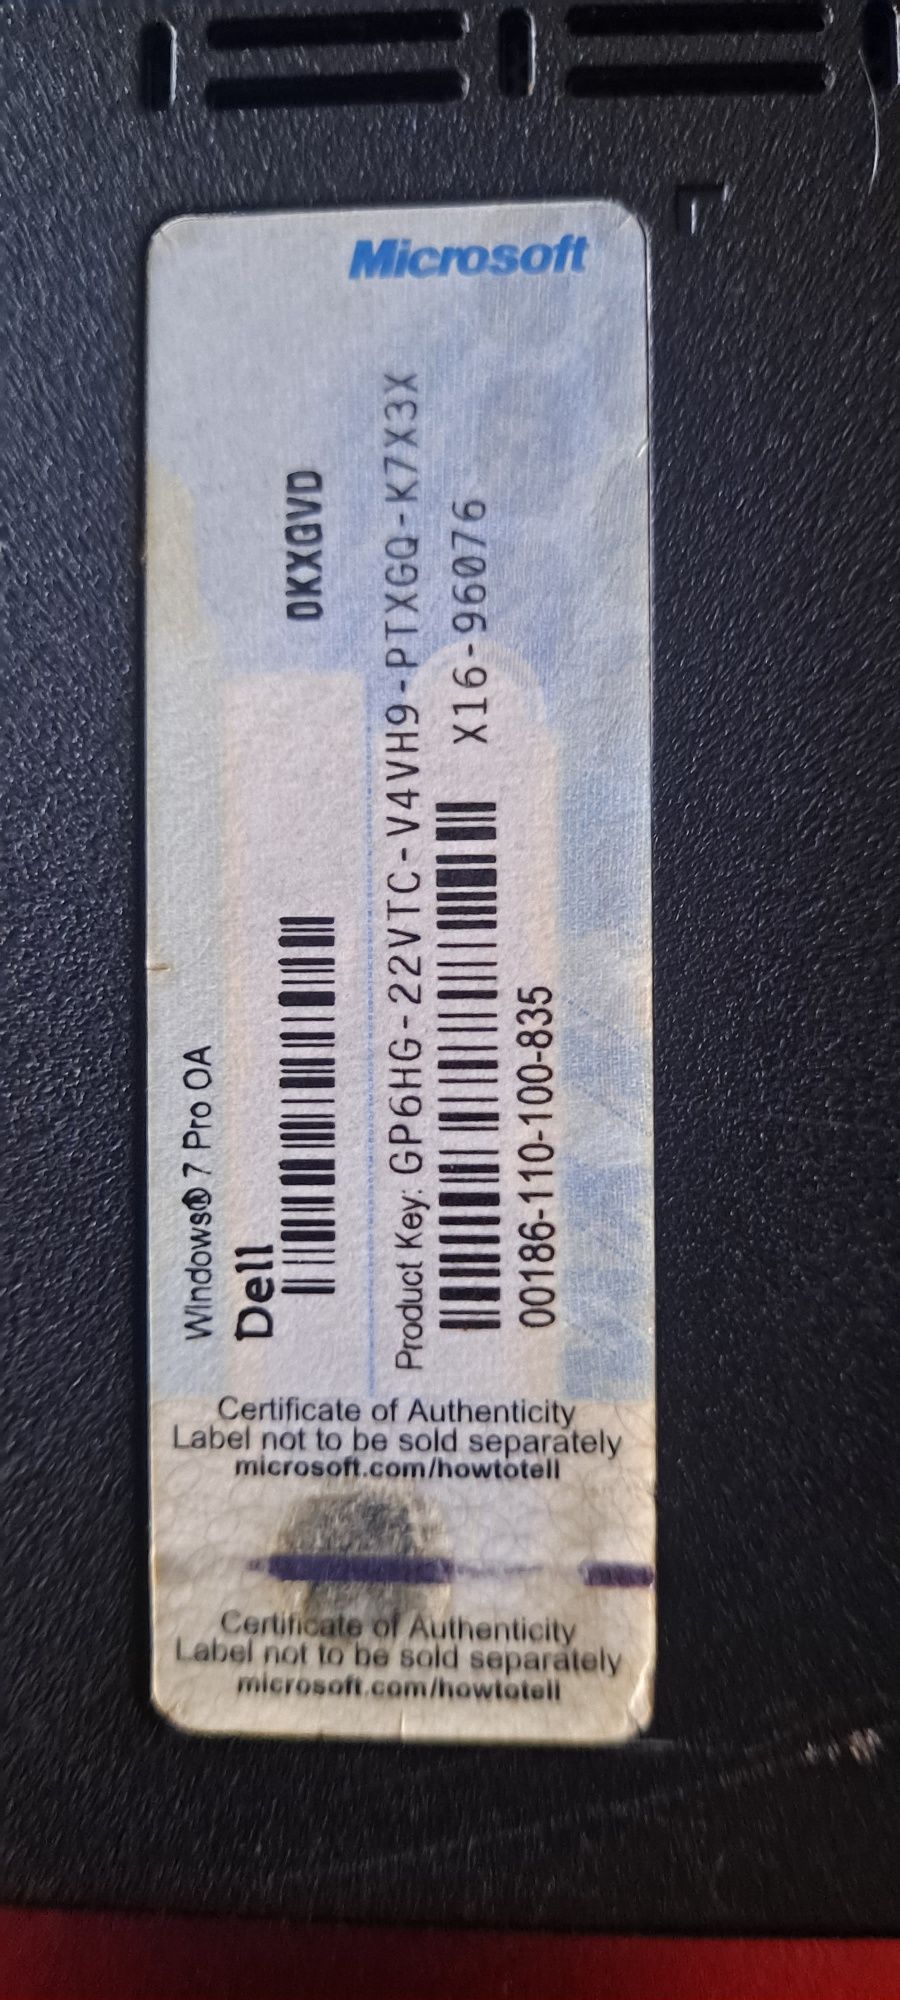 Microsoft
Windows® 7 Pro OA
Dell
0KXGVD
Product Key: GP6HG-22VTC-V4VH9-PTXGQ-K7X3X
X16-96076
00186-110-100-835
Certificate of Authenticity
Label not to be sold separately
microsoft.com/howtotell
Certificate of Authenticity
Label not to be sold separately
microsoft.com/howtotell